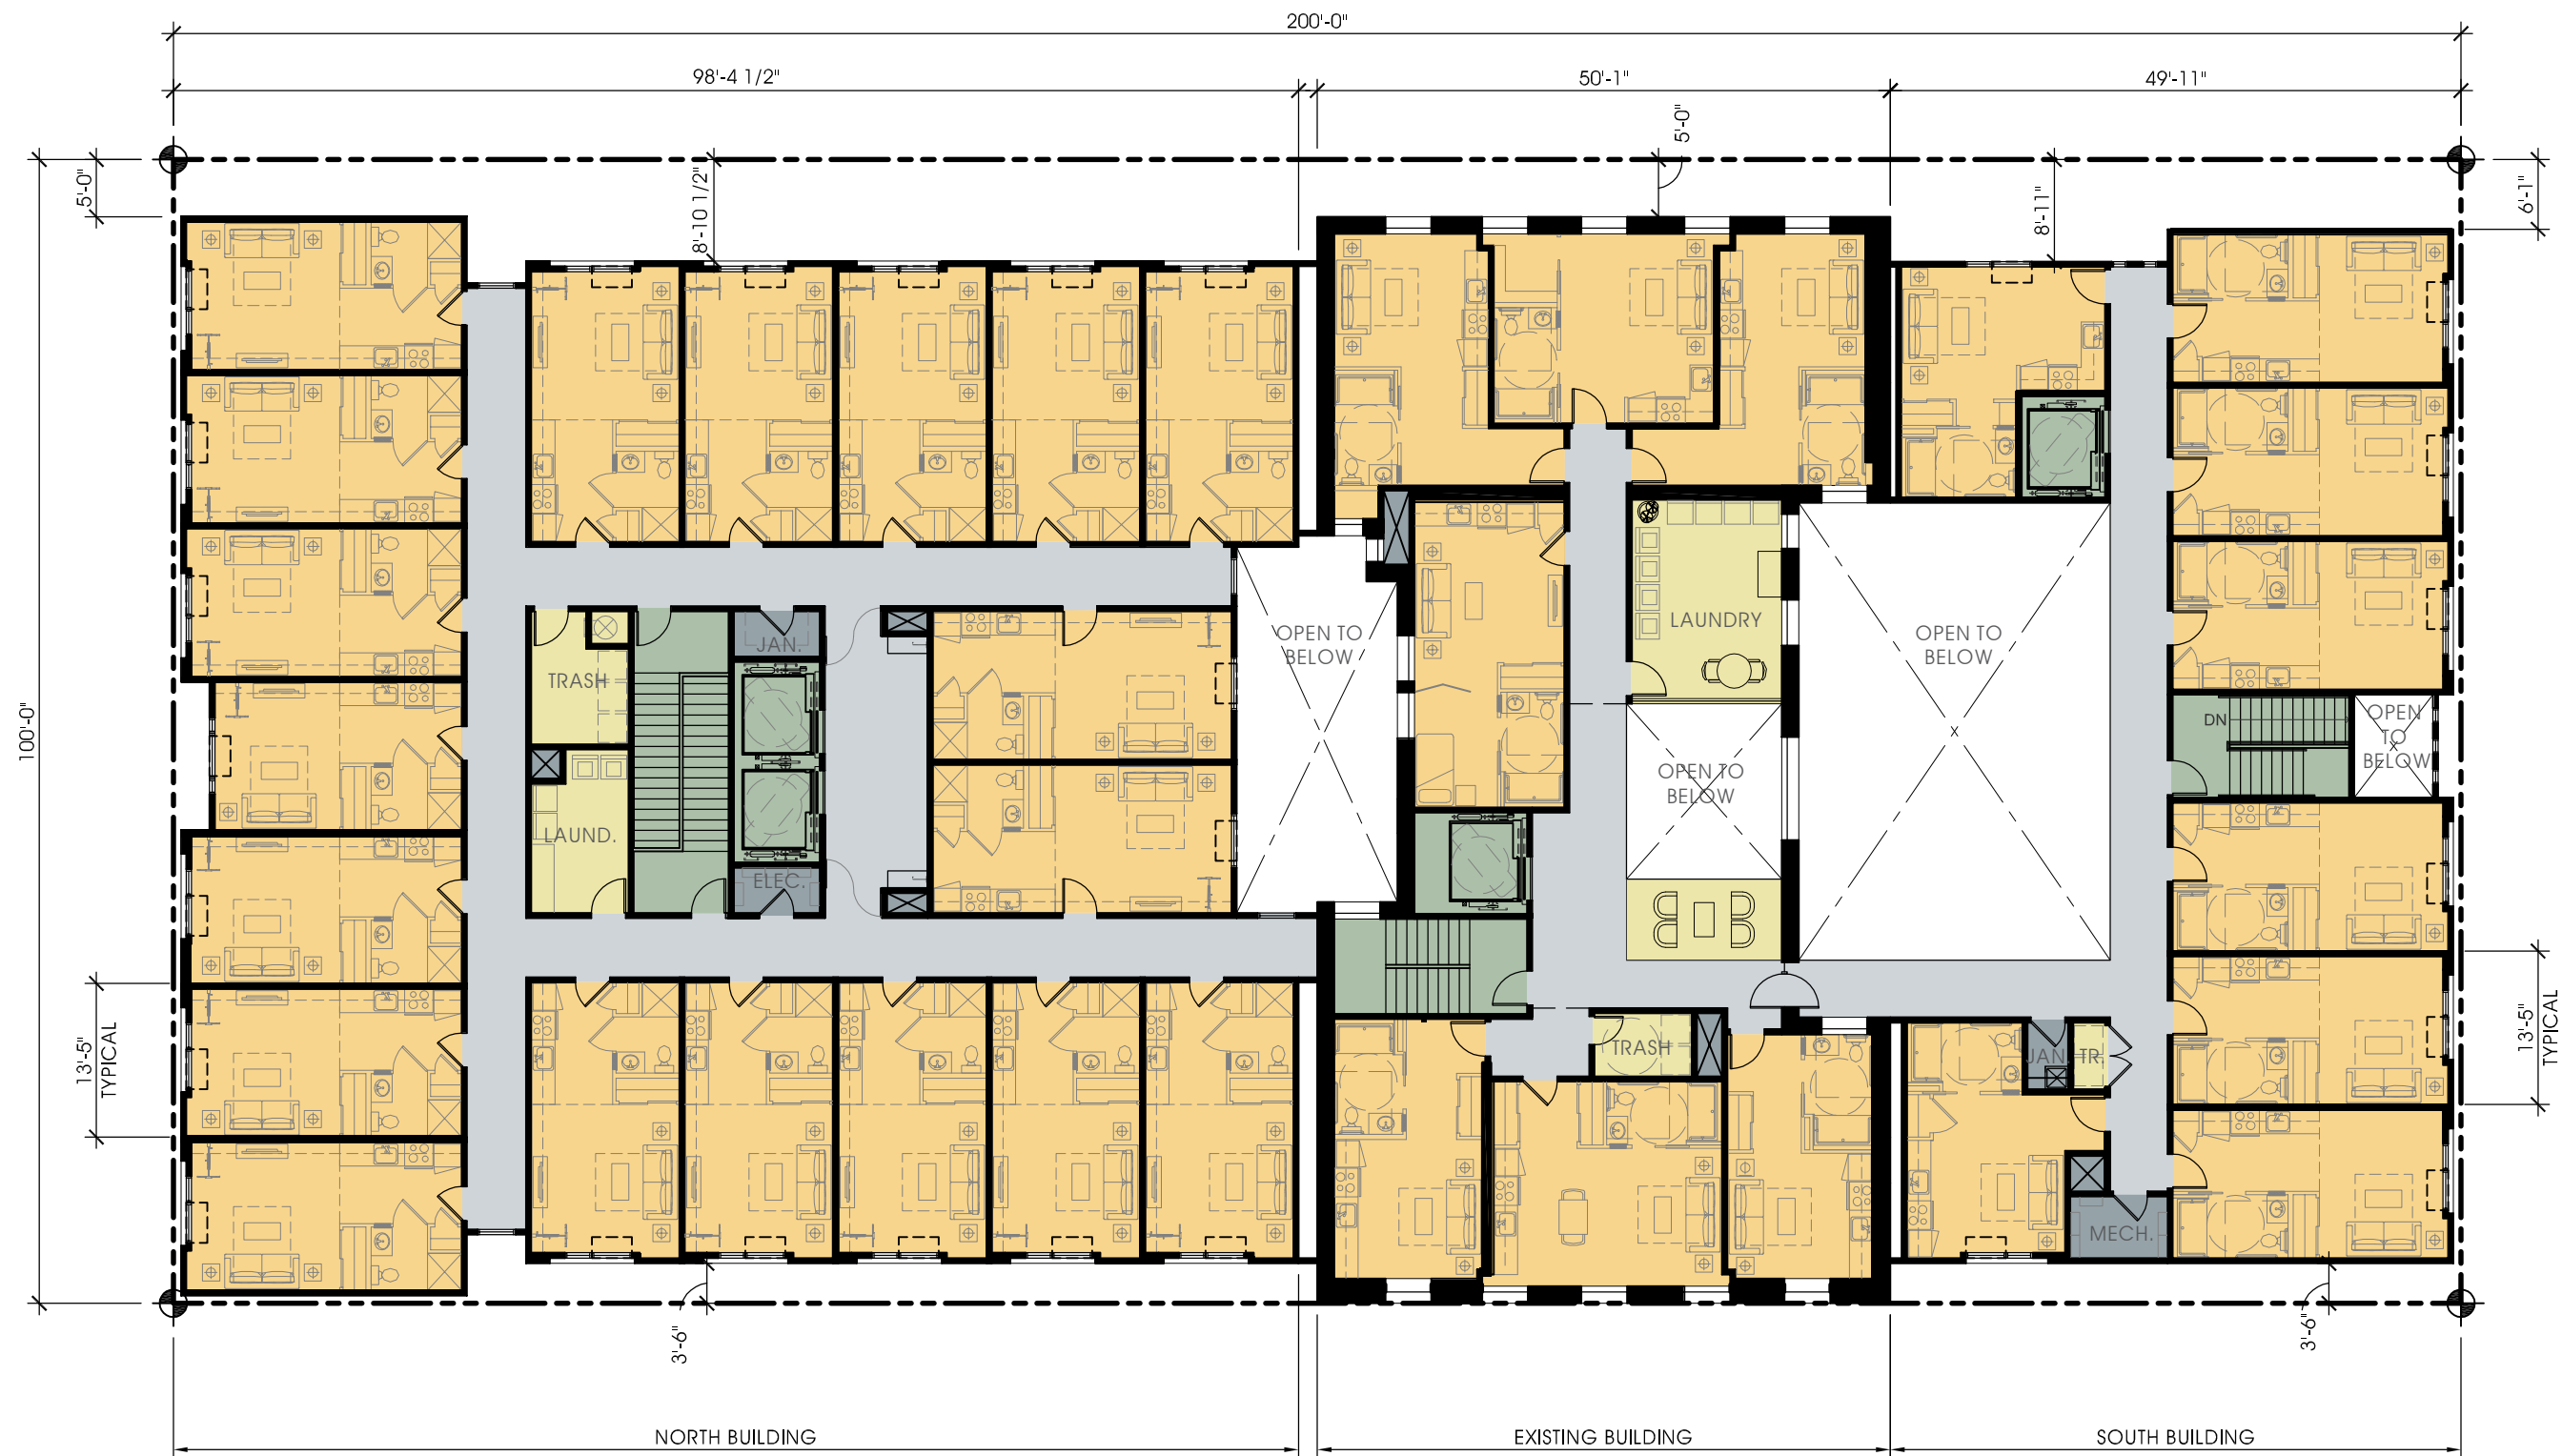 200'-0"
98'-4 1/2"
50'-1"
49'-11"
5'-0"
5'-0"
8'-10 1/2"
8'-11"
6'-1"
100'-0"
JAN.
TRASH
LAUND.
ELEC.
OPEN TO
BELOW
LAUNDRY
OPEN TO
BELOW
OPEN TO
BELOW
DN
OPEN
TO
BELOW
13'-5"
TYPICAL
TRASH
JAN.
TR.
MECH.
13'-5"
TYPICAL
3'-6"
3'-6"
NORTH BUILDING
EXISTING BUILDING
SOUTH BUILDING